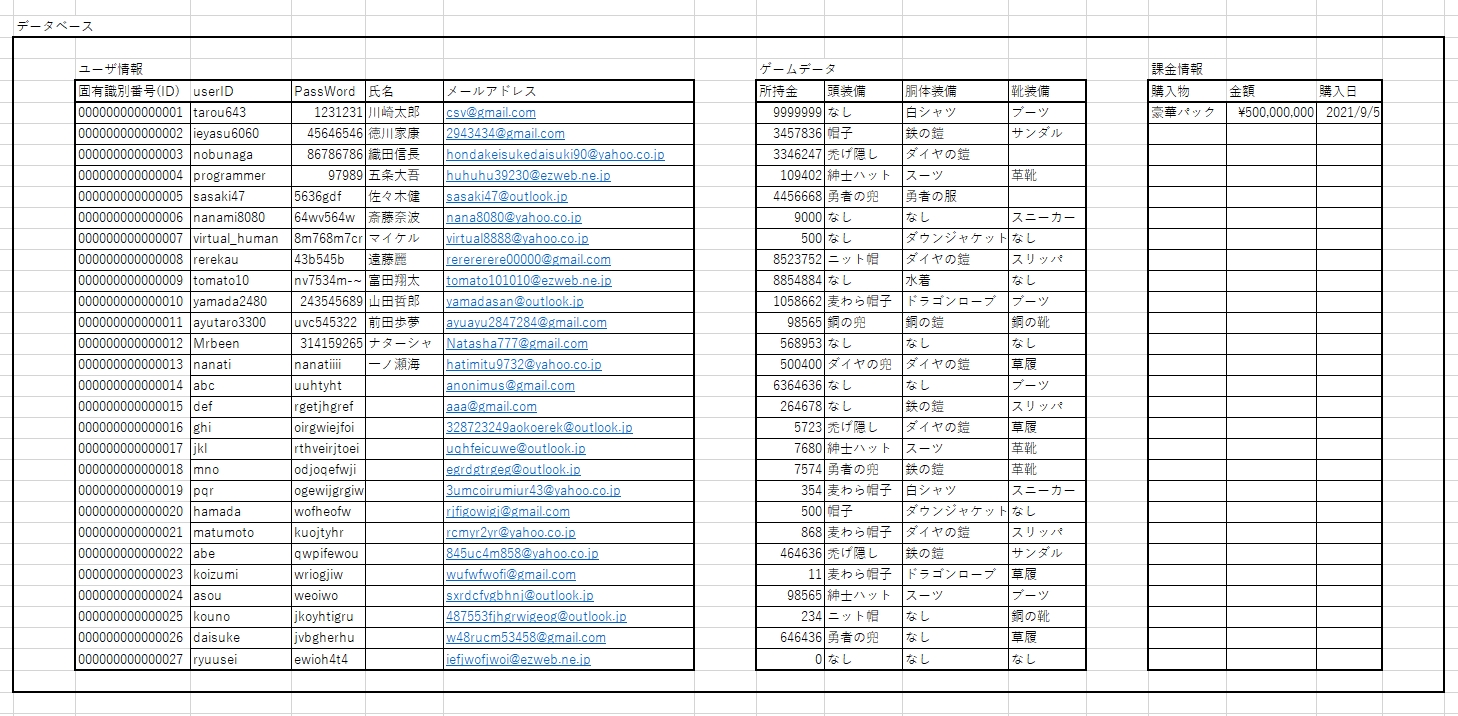 データベース
ユーザ情報 ゲームデータ 課金情報
固有識別番号(ID) userID PassWord 氏名 メールアドレス 所持金 頭装備 胴体装備 靴装備 購入物 金額 購入日
000000000000001 tarou643 1231231 川崎太郎 csv@gmail.com 9999999 なし 白シャツ ブーツ 豪華パック ¥500,000,000 2021/9/5
000000000000002 ieyasu6060 45646546 徳川家康 2943434@gmail.com 3457836 帽子 鉄の鎧 サンダル
000000000000003 nobunaga 86786786 織田信長 hondakeisukedaisuki90@yahoo.co.jp 3346247 禿げ隠し ダイヤの鎧
000000000000004 programmer 97989 五条大吾 huhuhu39230@ezweb.ne.jp 109402 紳士ハット スーツ 革靴
000000000000005 sasaki47 5636gdf 佐々木健 sasaki47@outlook.jp 4456668 勇者の兜 勇者の服
000000000000006 nanami8080 64wv564w 斎藤奈波 nana8080@yahoo.co.jp 9000 なし なし スニーカー
000000000000007 virtual_human 8m768m7cr マイケル virtual8888@yahoo.co.jp 500 なし ダウンジャケット なし
000000000000008 rerekau 43b545b 遠藤麗 rerererere00000@gmail.com 8523752 ニット帽 ダイヤの鎧 スリッパ
000000000000009 tomato10 nv7534m-~ 富田翔太 tomato101010@ezweb.ne.jp 8854884 なし 水着 なし
000000000000010 yamada2480 243545689 山田哲郎 yamadasan@outlook.jp 1058662 麦わら帽子 ドラゴンローブ ブーツ
000000000000011 ayutaro3300 uvc545322 前田歩夢 ayuayu2847284@gmail.com 98565 銅の兜 銅の鎧 銅の靴
000000000000012 Mrbeen 314159265 ナターシャ Natasha777@gmail.com 568953 なし なし なし
000000000000013 nanati nanatiiii 一ノ瀬海 hatimitu9732@yahoo.co.jp 500400 ダイヤの兜 ダイヤの鎧 草履
000000000000014 abc uuhtyht anonimus@gmail.com 6364636 なし なし ブーツ
000000000000015 def rgetjhgref aaa@gmail.com 264678 なし 鉄の鎧 スリッパ
000000000000016 ghi oirgwiejfoi 328723249aokoerek@outlook.jp 5723 禿げ隠し ダイヤの鎧 草履
000000000000017 jkl rthveirjtoei uqhfeicuwe@outlook.jp 7680 紳士ハット スーツ 革靴
000000000000018 mno odjoqefwji egrdgtrgeg@outlook.jp 7574 勇者の兜 鉄の鎧 革靴
000000000000019 pqr ogewijgrgiw 3umcoirumiur43@yahoo.co.jp 354 麦わら帽子 白シャツ スニーカー
000000000000020 hamada wofheofw rjfigowigj@gmail.com 500 帽子 ダウンジャケット なし
000000000000021 matumoto kuojtyhr rcmyr2yr@yahoo.co.jp 868 麦わら帽子 ダイヤの鎧 スリッパ
000000000000022 abe qwpifewou 845uc4m858@yahoo.co.jp 464636 禿げ隠し 鉄の鎧 サンダル
000000000000023 koizumi wriogjiw wufwfwofi@gmail.com 11 麦わら帽子 ドラゴンローブ 草履
000000000000024 asou weoiwo sxrdcfvgbhnj@outlook.jp 98565 紳士ハット スーツ ブーツ
000000000000025 kouno jkoyhtigru 487553fjhgrwigeog@outlook.jp 234 ニット帽 なし 銅の靴
000000000000026 daisuke jvbgherhu w48rucm53458@gmail.com 646436 勇者の兜 なし 草履
000000000000027 ryuusei ewioh4t4 iefjwofjwoi@ezweb.ne.jp 0 なし なし なし